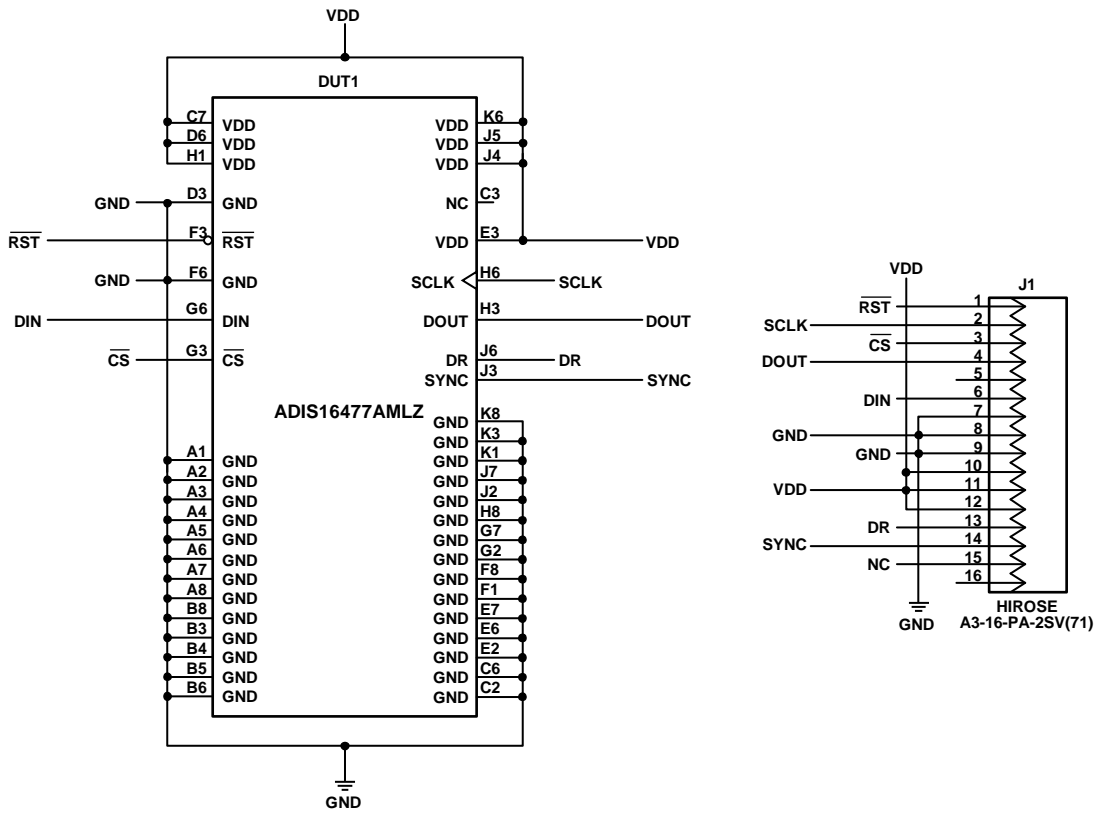 VDD
DUT1
C7 VDD
D6 VDD
H1 VDD
GND D3 GND
RST F3 RST
GND F6 GND
DIN G6 DIN
CS G3 CS
VDD K6
VDD J5
VDD J4
NC C3
VDD E3 VDD
SCLK H6 SCLK
DOUT H3 DOUT
DR J6 DR
SYNC J3 SYNC
ADIS16477AMLZ
A1 GND
A2 GND
A3 GND
A4 GND
A5 GND
A6 GND
A7 GND
A8 GND
B8 GND
B3 GND
B4 GND
B5 GND
B6 GND
GND K8
GND K3
GND K1
GND J7
GND J2
GND H8
GND G7
GND G2
GND F8
GND F1
GND E7
GND E6
GND E2
GND C6
GND C2
GND
VDD
J1
RST 1
SCLK 2
CS 3
DOUT 4
5
DIN 6
7
GND 8
GND 9
10
VDD 11
12
DR 13
SYNC 14
NC 15
16
GND
HIROSE
A3-16-PA-2SV(71)